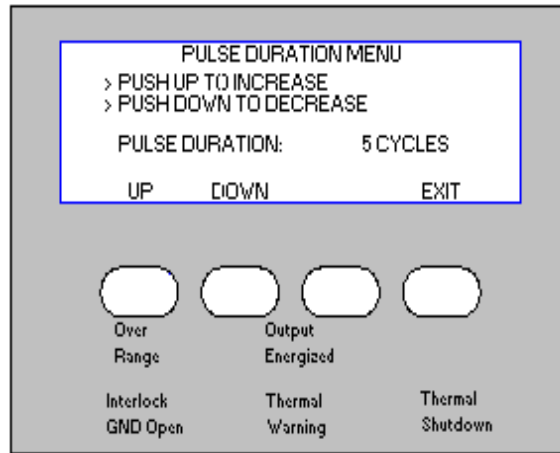 PULSE DURATION MENU
> PUSH UP TO INCREASE
> PUSH DOWN TO DECREASE
PULSE DURATION: 5 CYCLES
UP DOWN EXIT
Over Range
Output Energized
Interlock GND Open
Thermal Warning
Thermal Shutdown